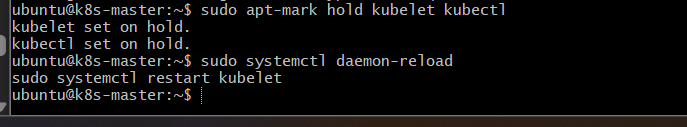 ubuntu@k8s-master:~$ sudo apt-mark hold kubelet kubectl
kubelet set on hold.
kubectl set on hold.
ubuntu@k8s-master:~$ sudo systemctl daemon-reload
sudo systemctl restart kubelet
ubuntu@k8s-master:~$